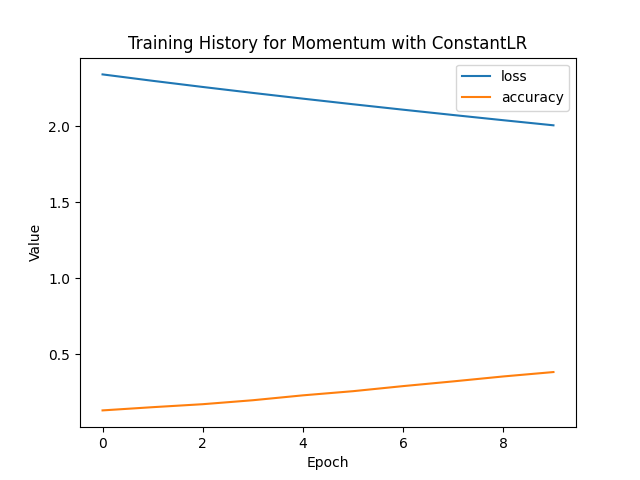 Training History for Momentum with ConstantLR
loss
accuracy
2.0
1.5
1.0
0.5
Value
0 2 4 6 8
Epoch